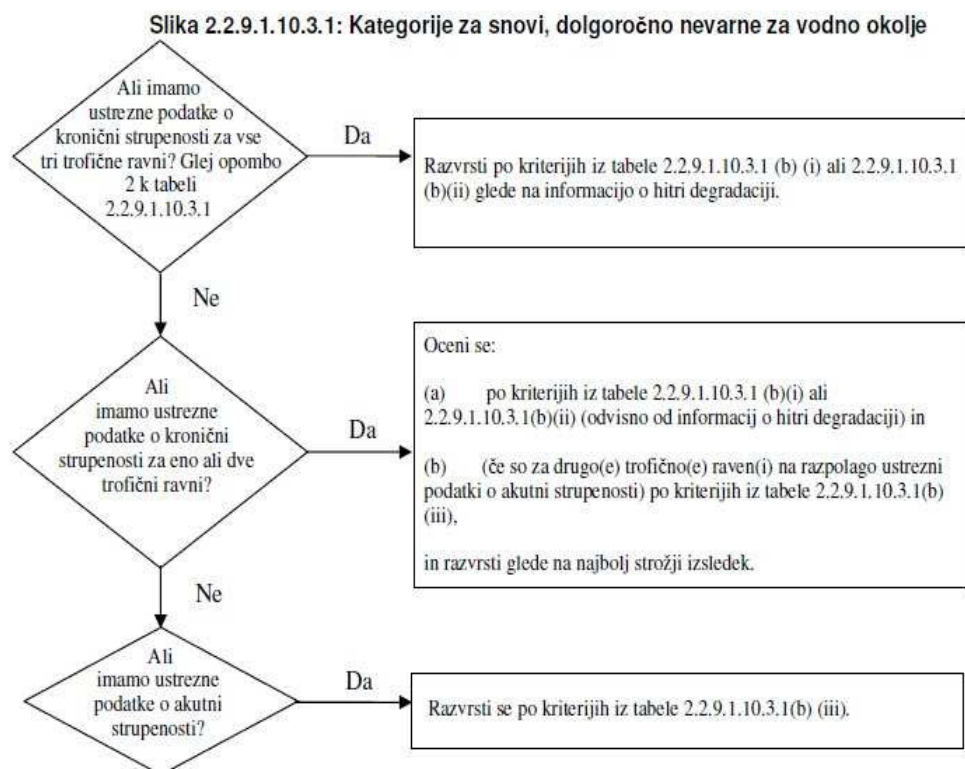 Slika 2.2.9.1.10.3.1: Kategorije za snovi, dolgoročno nevarne za vodno okolje
Ali imamo
ustrezne podatke o
kronični strupenosti za vse
tri trofične ravni? Glej opombo
2 k tabeli
2.2.9.1.10.3.1
Da
Razvrsti po kriterijih iz tabele 2.2.9.1.10.3.1 (b) (i) ali 2.2.9.1.10.3.1
(b)(ii) glede na informacijo o hitri degradaciji.
Ne
Ali
imamo ustrezne
podatke o kronični
strupenosti za eno ali dve
trofični ravni?
Da
Oceni se:
(a) po kriterijih iz tabele 2.2.9.1.10.3.1 (b)(i) ali
2.2.9.1.10.3.1(b)(ii) (odvisno od informacij o hitri degradaciji) in
(b) (če so za drugo(e) trofično(e) raven(i) na razpolago ustrezni
podatki o akutni strupenosti) po kriterijih iz tabele 2.2.9.1.10.3.1(b)
(iii),
in razvrsti glede na najbolj strožji izsledek.
Ne
Ali
imamo ustrezne
podatke o akutni
strupenosti?
Da
Razvrsti se po kriterijih iz tabele 2.2.9.1.10.3.1(b) (iii).